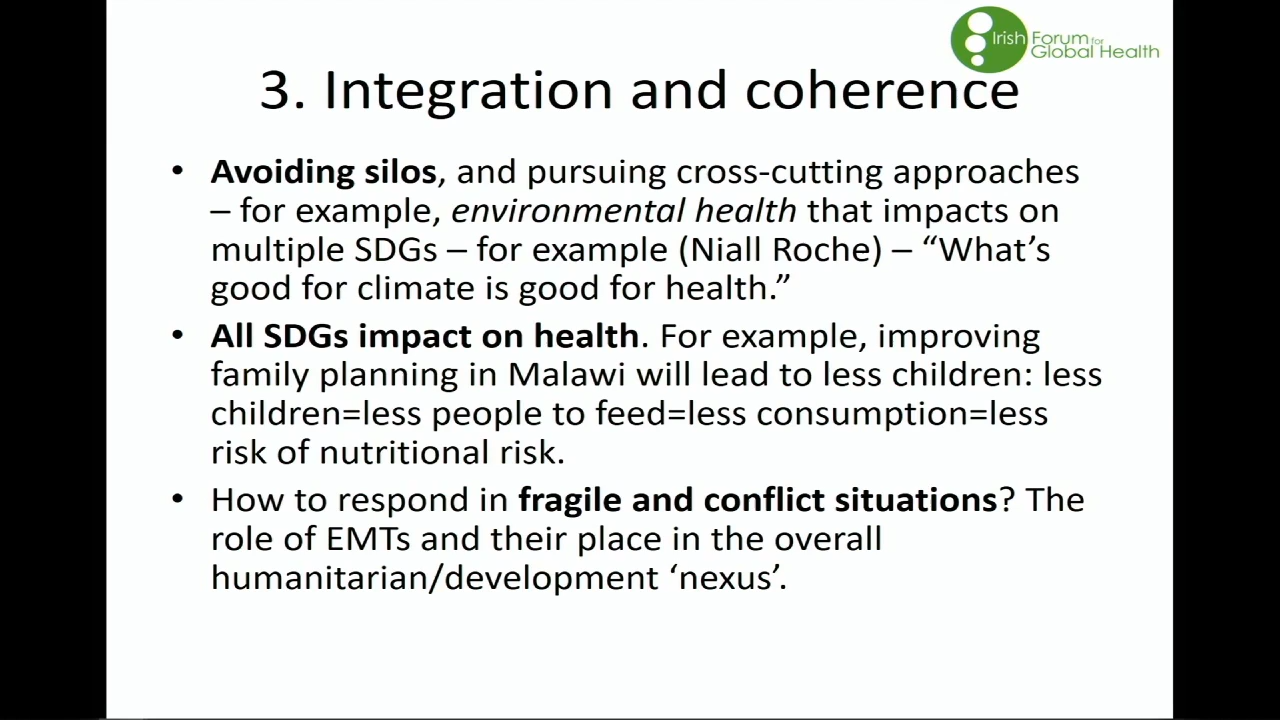 Irish Forum for
Global Health
3. Integration and coherence
• Avoiding silos, and pursuing cross-cutting approaches
– for example, environmental health that impacts on
multiple SDGs – for example (Niall Roche) – “What’s
good for climate is good for health.”
• All SDGs impact on health. For example, improving
family planning in Malawi will lead to less children: less
children=less people to feed=less consumption=less
risk of nutritional risk.
• How to respond in fragile and conflict situations? The
role of EMTs and their place in the overall
humanitarian/development ‘nexus’.